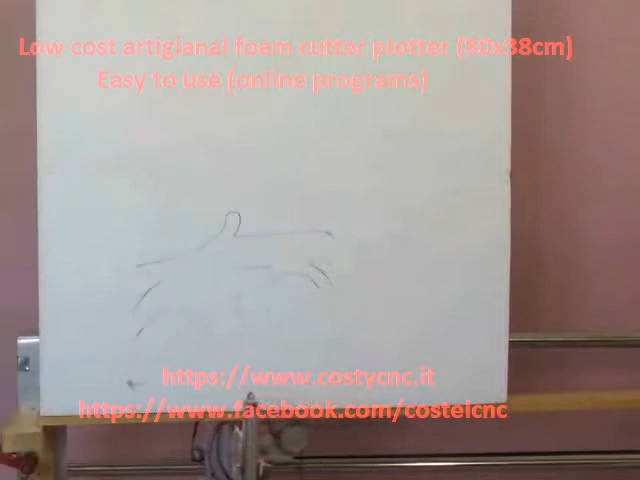 Low cost artigianal foam cutter plotter (80x38cm)
Easy to use (online programs)
https://www.costycnc.it
https://www.facebook.com/costelcnc